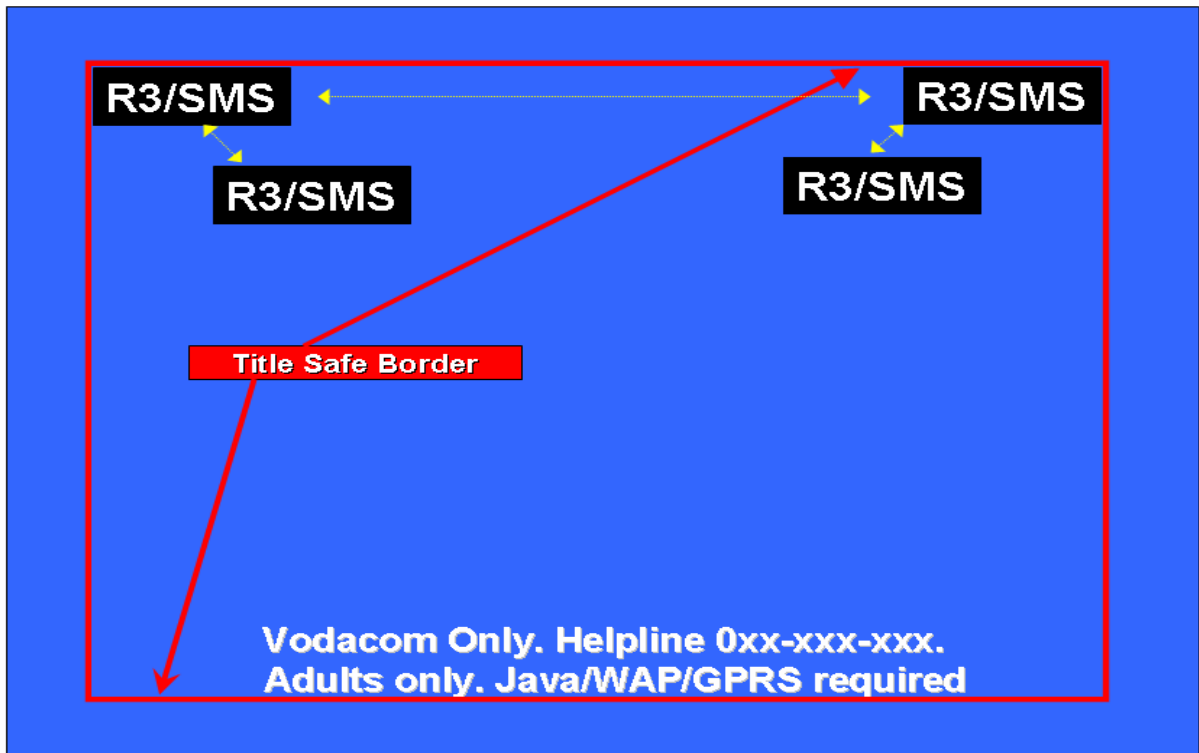 R3/SMS
R3/SMS
R3/SMS
R3/SMS
Title Safe Border
Vodacom Only. Helpline 0xx-xxx-xxx.
Adults only. Java/WAP/GPRS required